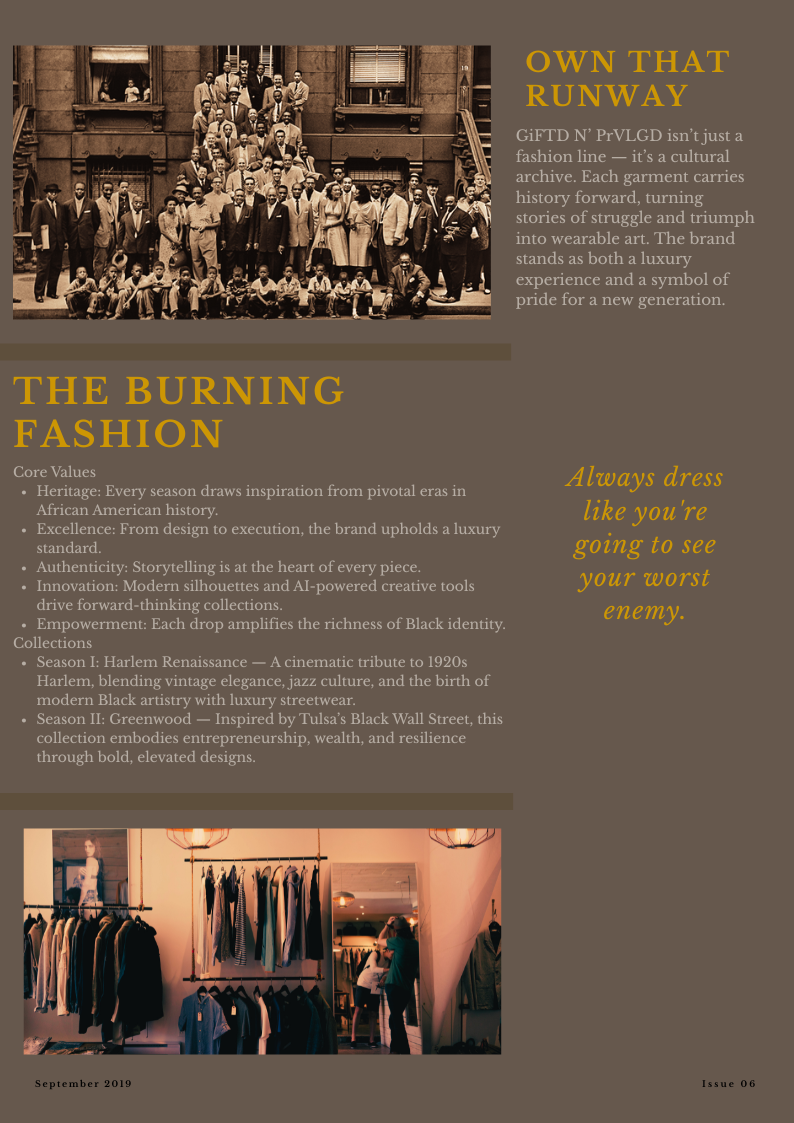 OWN THAT
RUNWAY
GiFTD N’ PrVLGD isn’t just a
fashion line — it’s a cultural
archive. Each garment carries
history forward, turning
stories of struggle and triumph
into wearable art. The brand
stands as both a luxury
experience and a symbol of
pride for a new generation.
THE BURNING
FASHION
Core Values
• Heritage: Every season draws inspiration from pivotal eras in
African American history.
• Excellence: From design to execution, the brand upholds a luxury
standard.
• Authenticity: Storytelling is at the heart of every piece.
• Innovation: Modern silhouettes and AI-powered creative tools
drive forward-thinking collections.
• Empowerment: Each drop amplifies the richness of Black identity.
Collections
• Season I: Harlem Renaissance — A cinematic tribute to 1920s
Harlem, blending vintage elegance, jazz culture, and the birth of
modern Black artistry with luxury streetwear.
• Season II: Greenwood — Inspired by Tulsa’s Black Wall Street, this
collection embodies entrepreneurship, wealth, and resilience
through bold, elevated designs.
Always dress
like you're
going to see
your worst
enemy.
September 2019
Issue 06